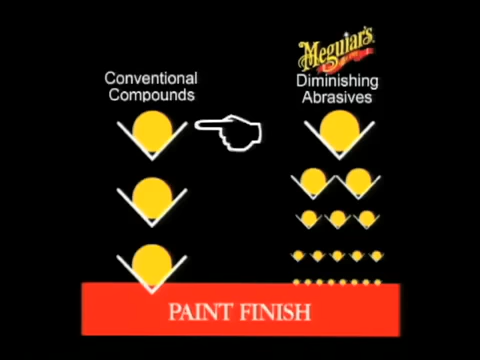 Conventional
Compounds
Meguiar's
Diminishing
Abrasives
PAINT FINISH